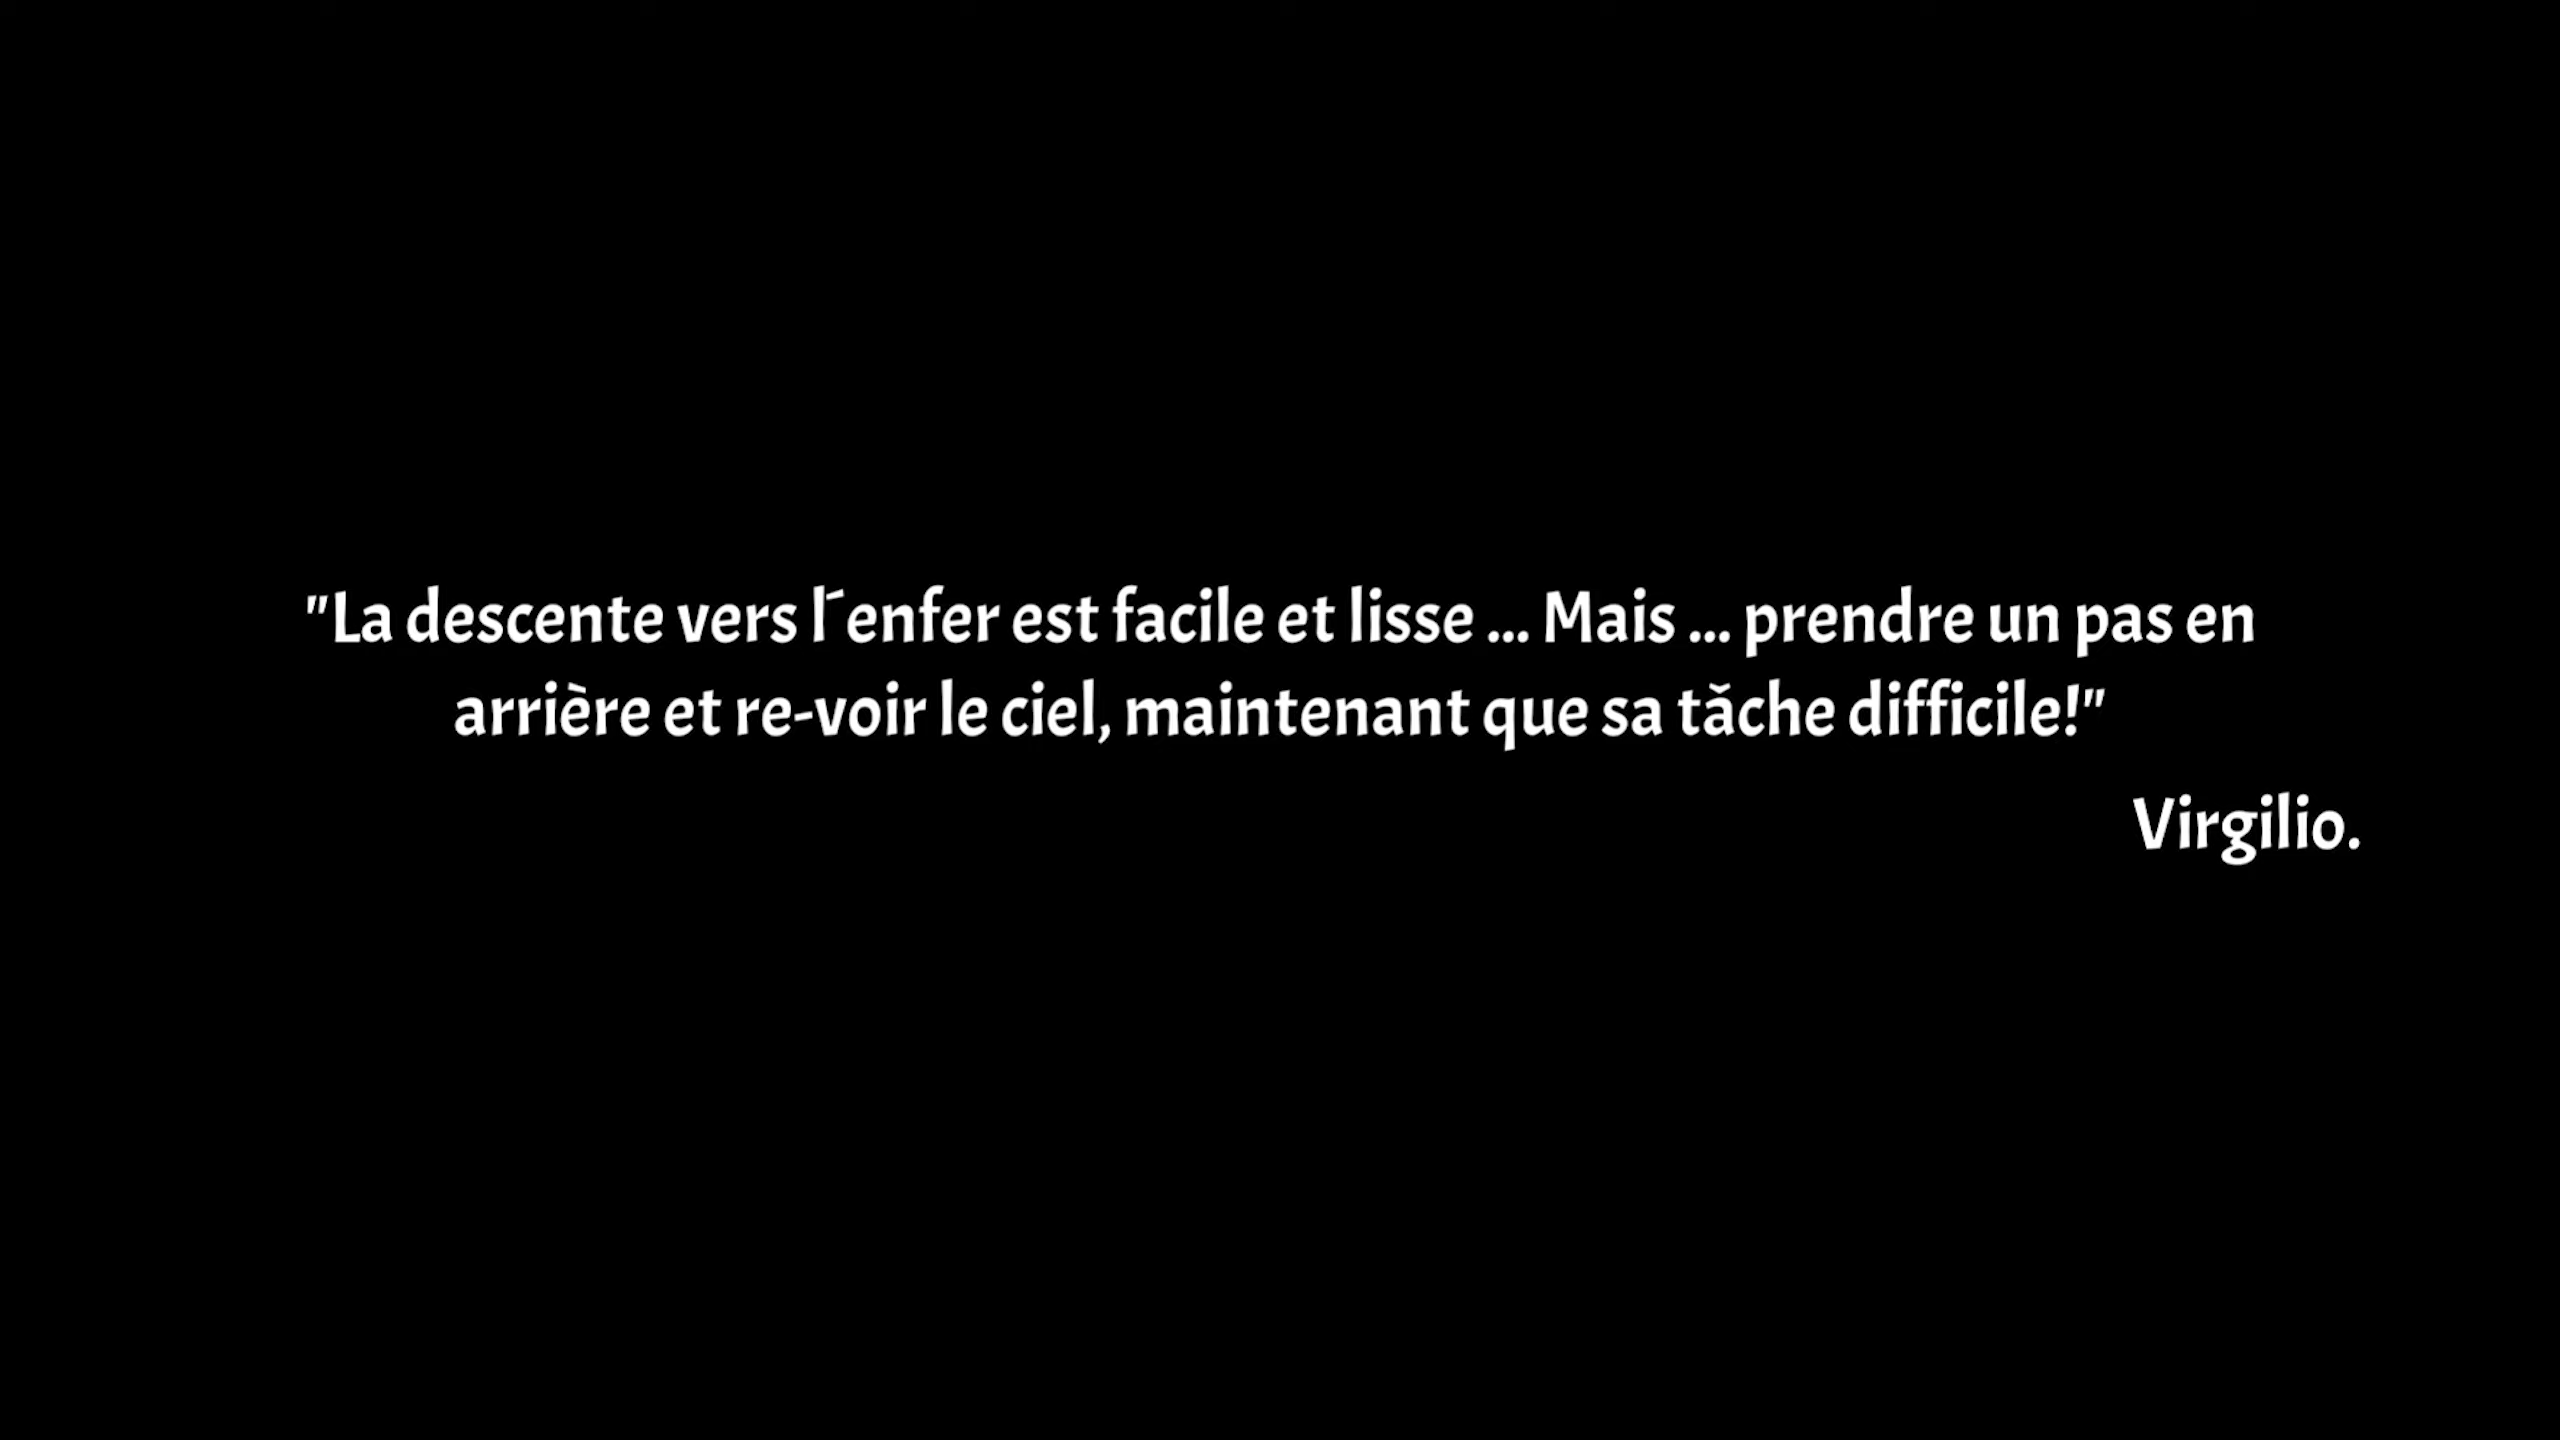 "La descente vers l´enfer est facile et lisse ... Mais ... prendre un pas en
arrière et re-voir le ciel, maintenant que sa tǎche difficile!"
Virgilio.